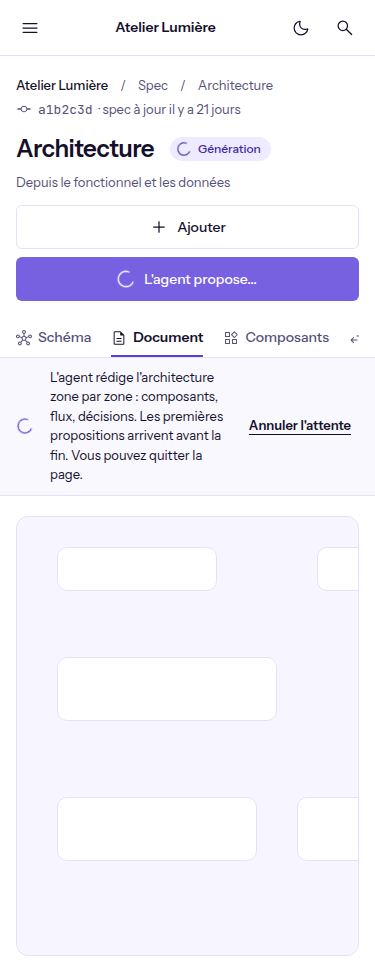 Atelier Lumière
Atelier Lumière / Spec / Architecture
a1b2c3d · spec à jour il y a 21 jours
Architecture
Génération
Depuis le fonctionnel et les données
Ajouter
L'agent propose…
Schéma
Document
Composants
L'agent rédige l'architecture
zone par zone : composants,
flux, décisions. Les premières
propositions arrivent avant la
fin. Vous pouvez quitter la
page.
Annuler l'attente